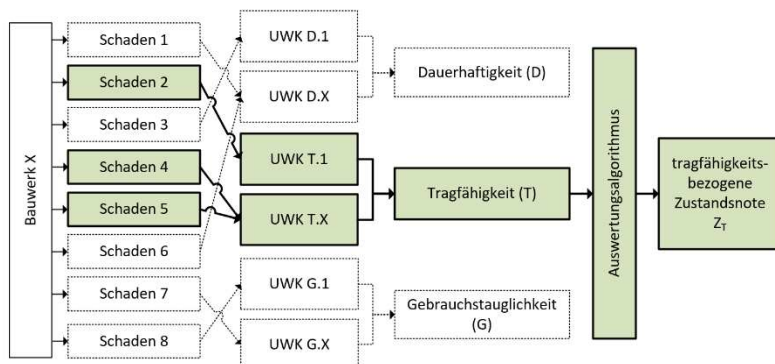 Bauwerk X
Schaden 1
Schaden 2
Schaden 3
Schaden 4
Schaden 5
Schaden 6
Schaden 7
Schaden 8
UWK D.1
UWK D.X
UWK T.1
UWK T.X
UWK G.1
UWK G.X
Dauerhaftigkeit (D)
Tragfähigkeit (T)
Gebrauchstauglichkeit
(G)
Auswertungsalgorithmus
tragfähigkeits-
bezogene
Zustandsnote
Z_T